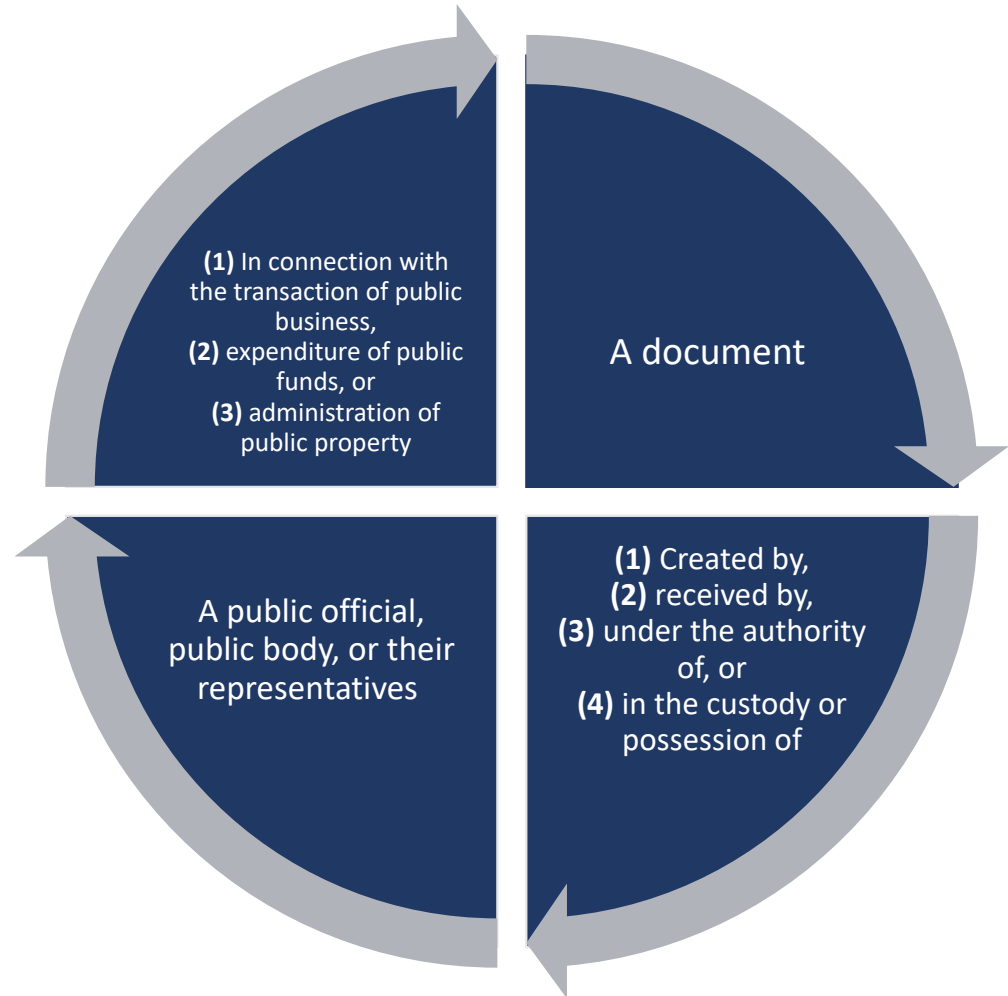 A document
(1) Created by,
(2) received by,
(3) under the authority
of, or
(4) in the custody or
possession of
A public official,
public body, or their
representatives
(1) In connection with
the transaction of public
business,
(2) expenditure of public
funds, or
(3) administration of
public property